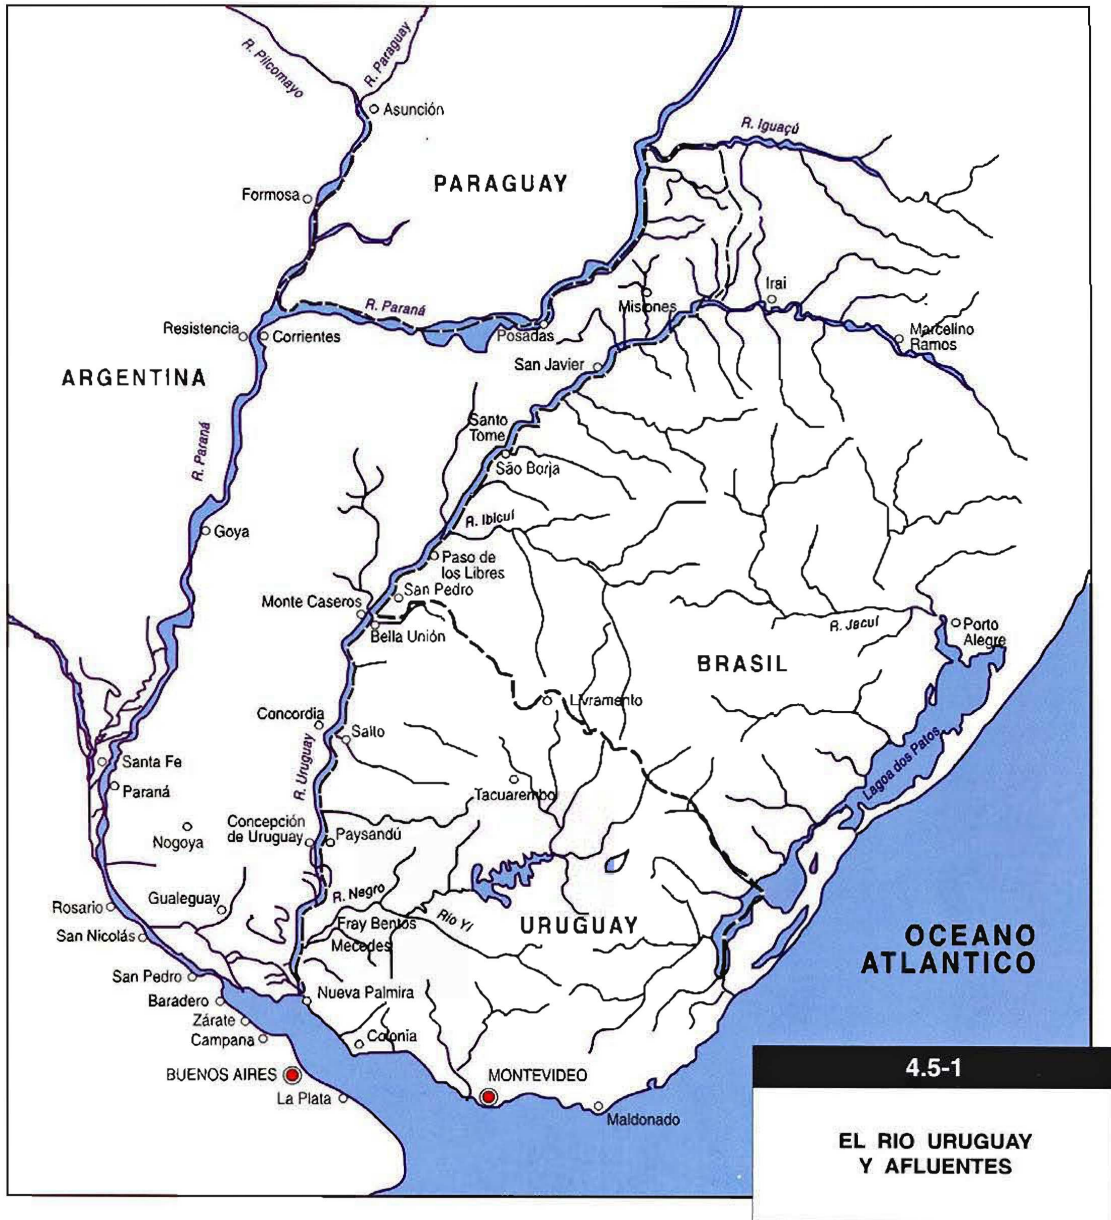 R. Pilcomayo
R. Paraguay
Asunción
R. Iguaçú
PARAGUAY
Formosa
Irai
Misiones
R. Paraná
Resistencia
Corrientes
Posadas
Marcelino
Ramos
San Javier
ARGENTINA
Santo
Tome
R. Paraná
São Borja
R. Ibicuí
Goya
Paso de
los Libres
San Pedro
Monte Caseros
Bella Unión
R. Jacuí
Porto
Alegre
BRASIL
Livramento
Concordia
Salto
R. Uruguay
Lagoa dos Patos
Santa Fe
Paraná
Tacuarembo
Nogoya
Concepción
de Uruguay
Paysandú
R. Negro
Gualeguay
Rosario
Rio Yi
Fray Bentos
URUGUAY
San Nicolás
Mecedes
OCEANO
ATLANTICO
San Pedro
Nueva Palmira
Baradero
Zárate
Campana
Colonia
BUENOS AIRES
MONTEVIDEO
La Plata
Maldonado
4.5-1
EL RIO URUGUAY
Y AFLUENTES